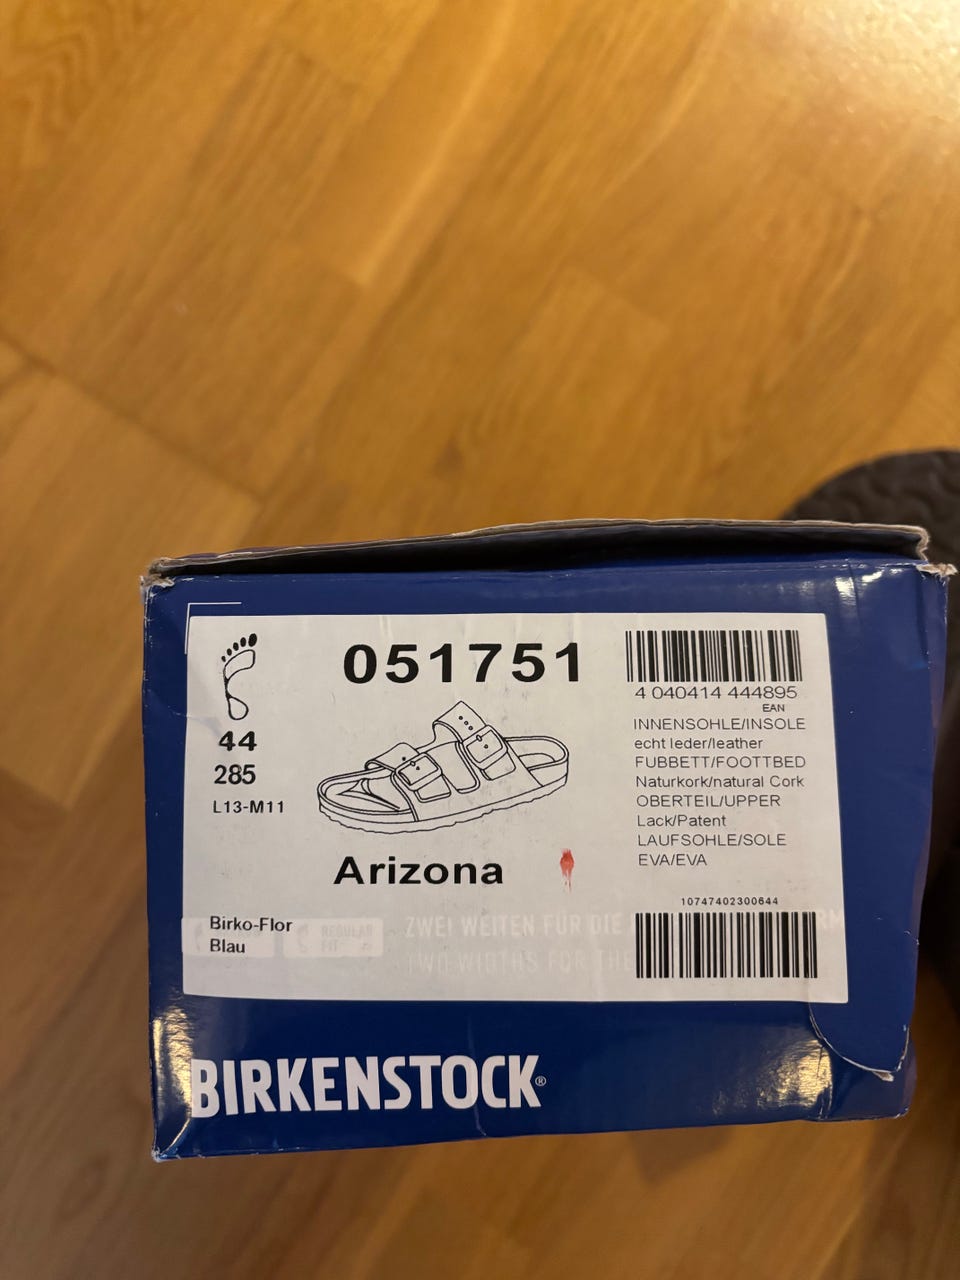 051751
44
285
L13-M11
Arizona
Birko-Flor
Blau
4 040414 444895
EAN
INNENSOHLE/INSOLE
echt leder/leather
FUBBETT/FOOTTBED
Naturkork/natural Cork
OBERTEIL/UPPER
Lack/Patent
LAUFSOHLE/SOLE
EVA/EVA
10747402300644
REGULAR
FIT
ZWEI WEITEN FÜR DIE
TWO WIDTHS FOR THE
BIRKENSTOCK®